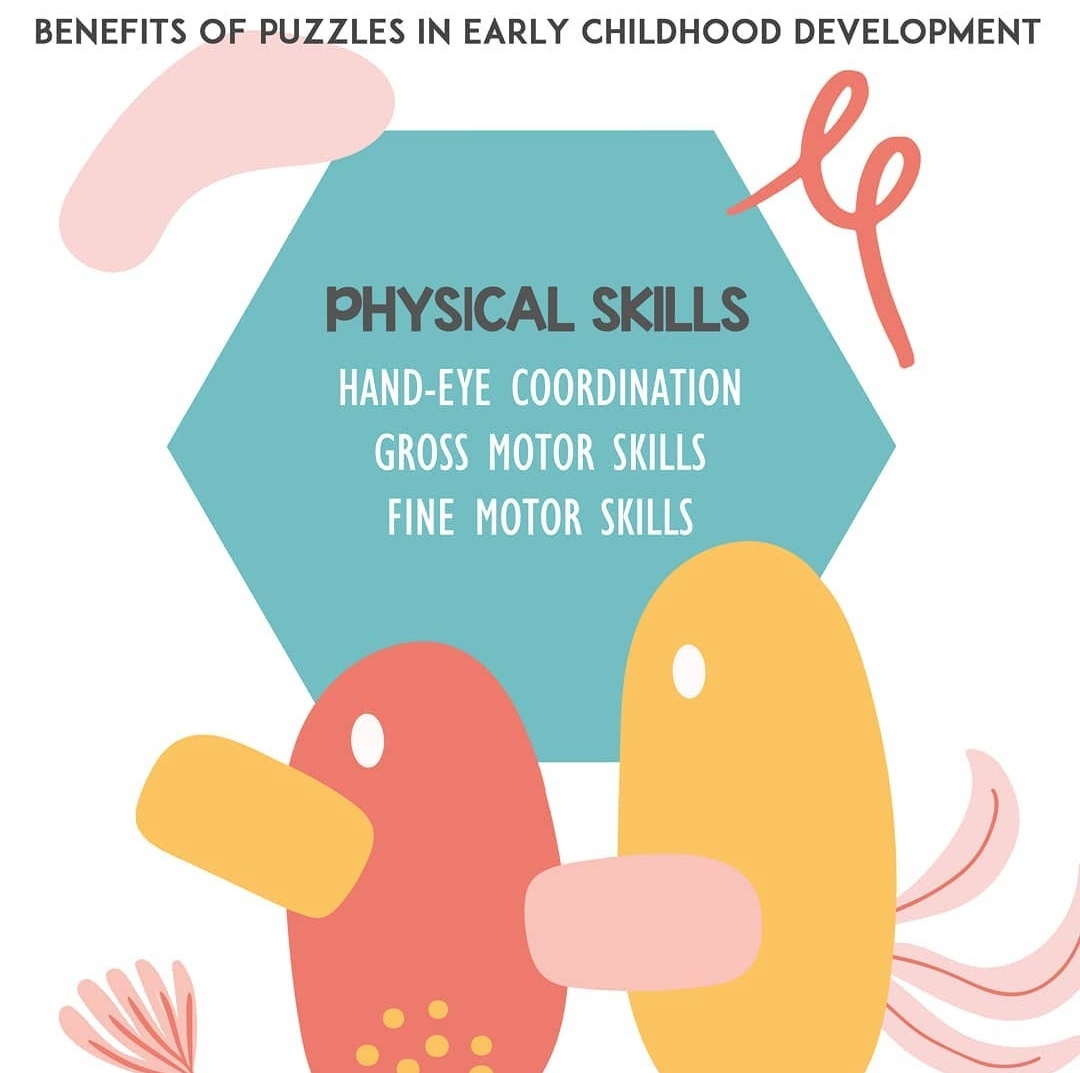 BENEFITS OF PUZZLES IN EARLY CHILDHOOD DEVELOPMENT
PHYSICAL SKILLS
HAND-EYE COORDINATION
GROSS MOTOR SKILLS
FINE MOTOR SKILLS